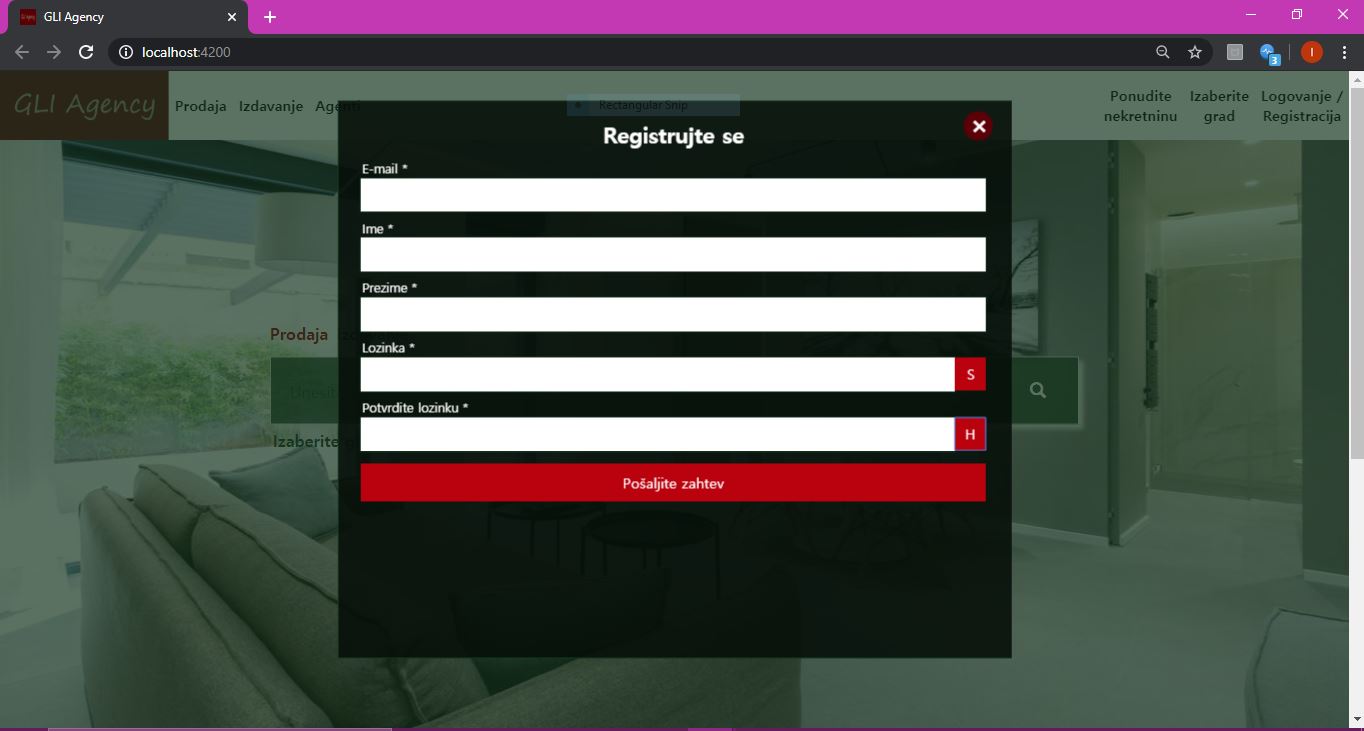 GLI Agency
localhost:4200
3
I
GLI Agency
Prodaja Izdavanje Agenti
Rectangular Snip
Ponudite
nekretninu
Izaberite
grad
Logovanje /
Registracija
Registrujte se
E-mail *
Ime *
Prezime *
Lozinka *
S
Potvrdite lozinku *
H
Pošaljite zahtev
Prodaja
Izaberite